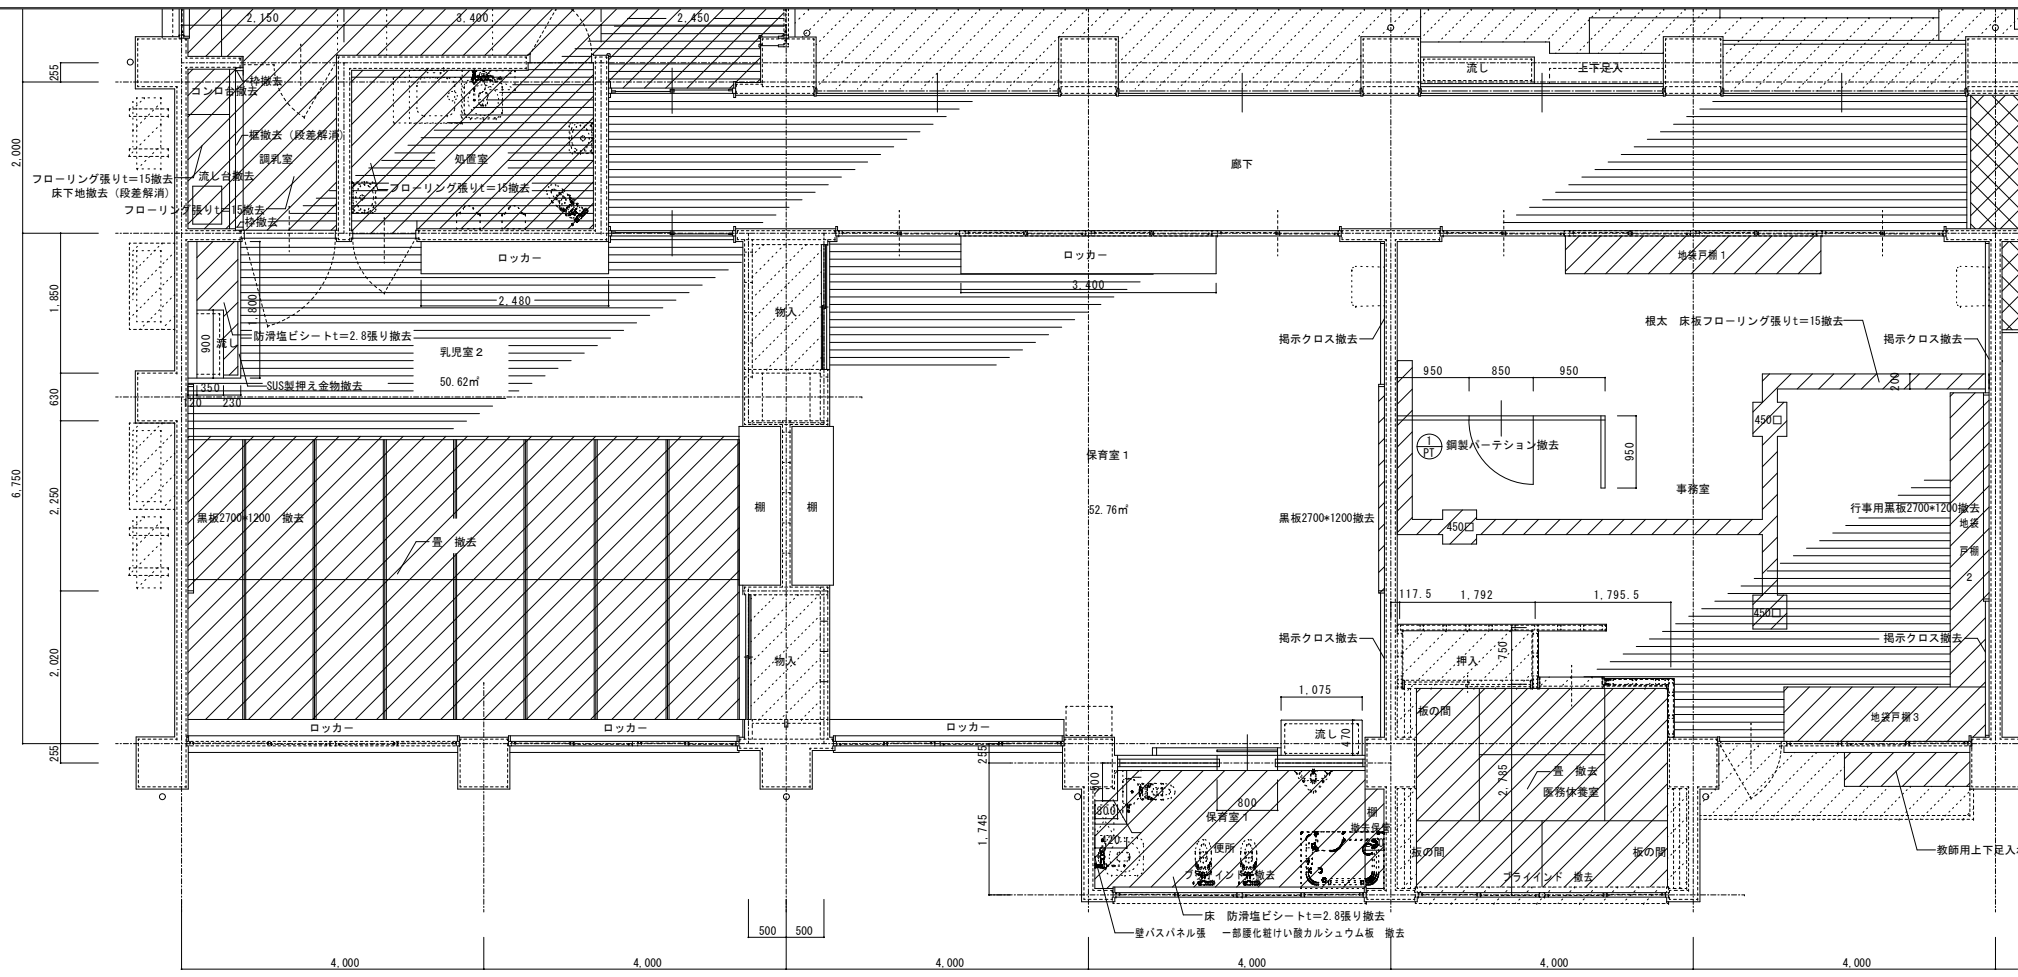 2,150
3,400
2,450
255
2,000
1,850
630
6,750
2,250
2,020
255
枠撤去
コンロ台撤去
框撤去（段差解消）
調乳室
処置室
フローリング張りt=15撤去
床下地撤去（段差解消）
流し台撤去
フローリング張りt=15撤去
フローリング張りt=15撤去
枠撤去
廊下
流し
上下足入
ロッカー
2,480
ロッカー
3,400
地袋戸棚1
1,800
900
流し
防滑塩ビシートt=2.8張り撤去
乳児室２
50.62㎡
SUS製押え金物撤去
350
120
230
物入
掲示クロス撤去
根太　床板フローリング張りt=15撤去
掲示クロス撤去
950
850
950
200
450□
1
PT
鋼製パーテション撤去
950
保育室１
52.76㎡
事務室
黒板2700*1200　撤去
畳　撤去
棚
棚
黒板2700*1200撤去
450□
行事用黒板2700*1200撤去
地袋
戸棚
2
117.5
1,792
1,795.5
450□
物入
掲示クロス撤去
押入
750
掲示クロス撤去
1,075
板の間
地袋戸棚3
ロッカー
ロッカー
ロッカー
流し
470
255
畳　撤去
2,785
医務休養室
800
保育室１
便所
棚
撤去保管
1,745
板の間
板の間
教師用上下足入
ブラインド　撤去
ブラインド　撤去
床　防滑塩ビシートt=2.8張り撤去
壁バスパネル張　一部腰化粧けい酸カルシュウム板　撤去
500
500
4,000
4,000
4,000
4,000
4,000
4,000